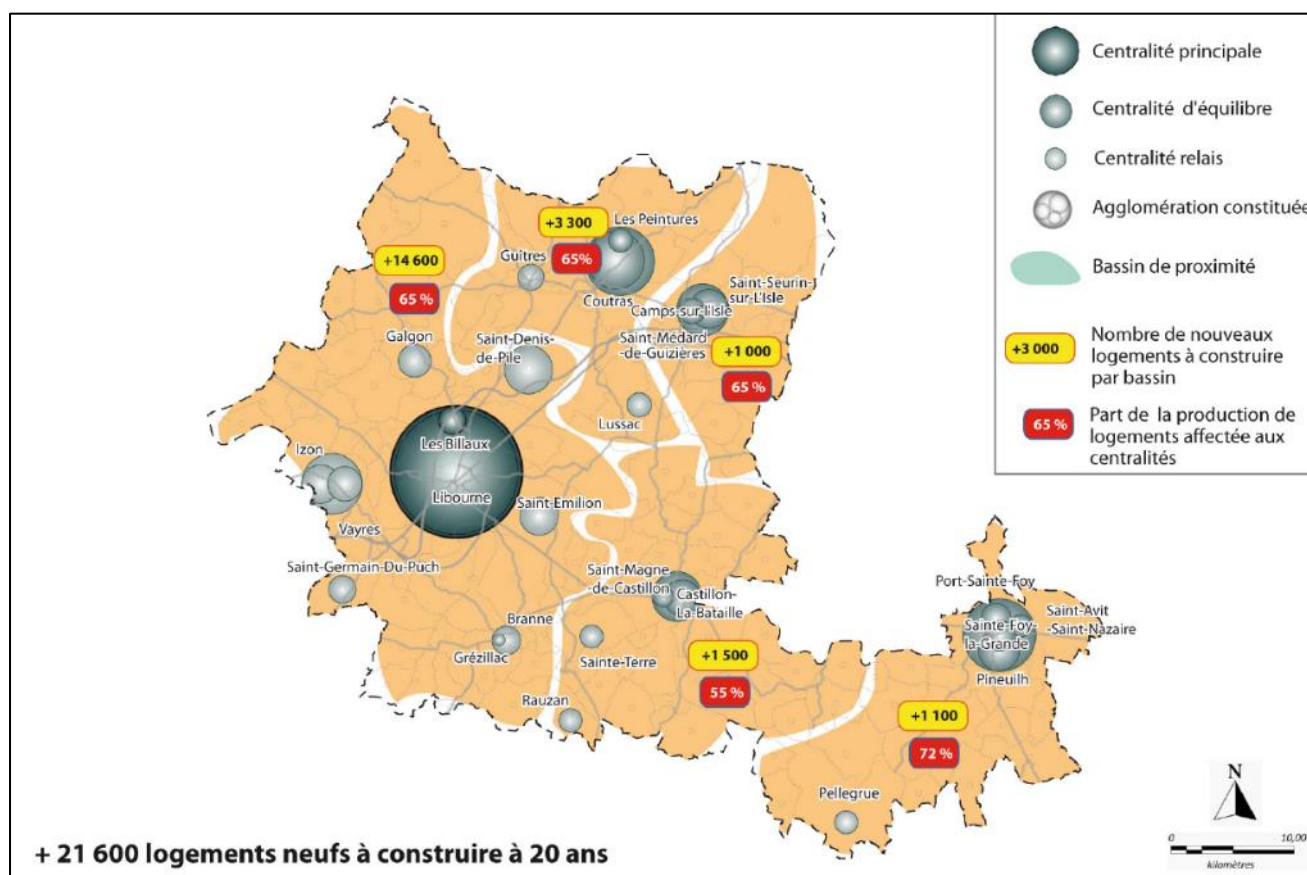 Centralité principale
Centralité d'équilibre
Centralité relais
Agglomération constituée
Bassin de proximité
+3 000
Nombre de nouveaux
logements à construire
par bassin
65 %
Part de la production de
logements affectée aux
centralités
+3 300
Les Peintures
65%
Guîtres
+14 600
65 %
Coutras
Saint-Seurin-
sur-L'Isle
Camps-sur-l'Isle
Galgon
Saint-Denis-
de-Pile
Saint-Médard
-de-Guizières
+1 000
65 %
Lussac
Les Billaux
Izon
Libourne
Saint-Emilion
Vayres
Saint-Germain-Du-Puch
Saint-Magne
-de-Castillon
Castillon-
La-Bataille
Port-Sainte-Foy
Saint-Avit
-Saint-Nazaire
Sainte-Foy-
la-Grande
Branne
Grézillac
Sainte-Terre
+1 500
55 %
Pineuilh
Rauzan
+1 100
72 %
Pellegrue
N
0 10,00
kilomètres
+ 21 600 logements neufs à construire à 20 ans